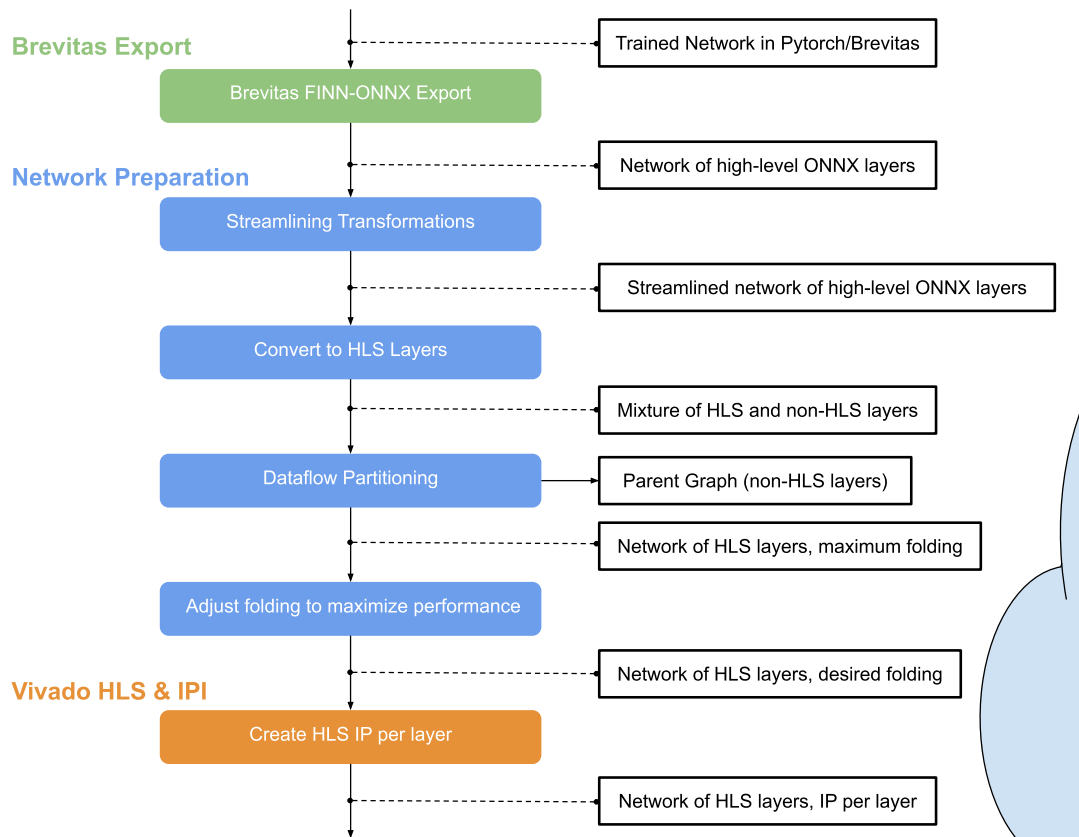 Brevitas Export
Trained Network in Pytorch/Brevitas
Brevitas FINN-ONNX Export
Network of high-level ONNX layers
Network Preparation
Streamlining Transformations
Streamlined network of high-level ONNX layers
Convert to HLS Layers
Mixture of HLS and non-HLS layers
Dataflow Partitioning
Parent Graph (non-HLS layers)
Network of HLS layers, maximum folding
Adjust folding to maximize performance
Network of HLS layers, desired folding
Vivado HLS & IPI
Create HLS IP per layer
Network of HLS layers, IP per layer